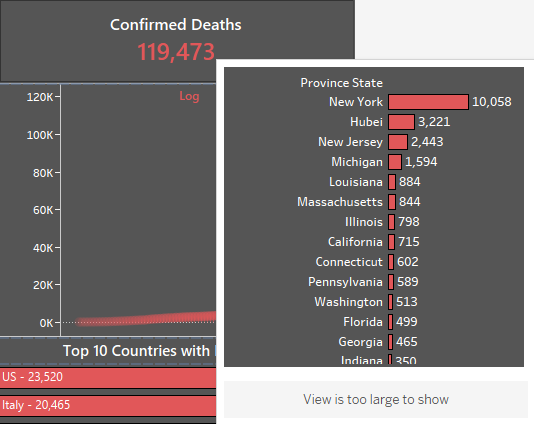 Confirmed Deaths
119,473
Log
120K
100K
80K
60K
40K
20K
0K
Top 10 Countries with
US - 23,520
Italy - 20,465
Province State
New York 10,058
Hubei 3,221
New Jersey 2,443
Michigan 1,594
Louisiana 884
Massachusetts 844
Illinois 798
California 715
Connecticut 602
Pennsylvania 589
Washington 513
Florida 499
Georgia 465
Indiana 350
View is too large to show